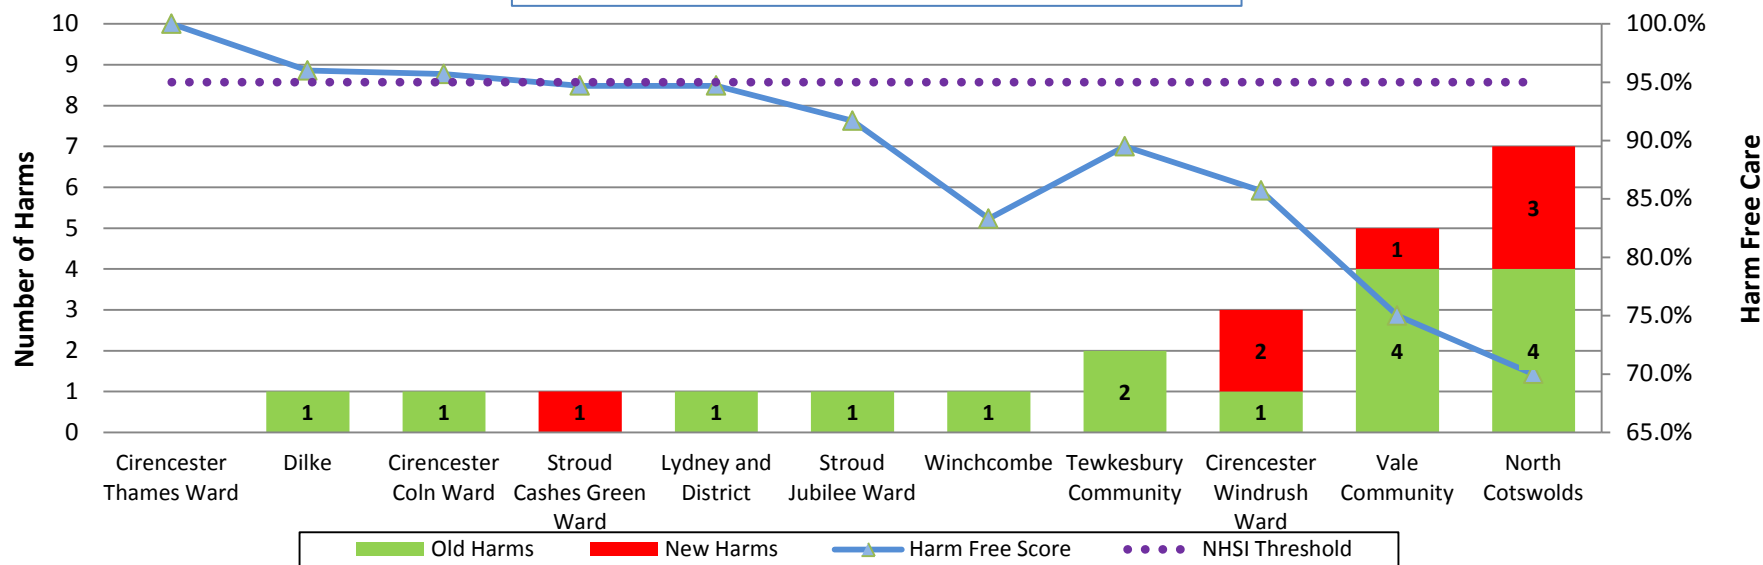 Number of Harms
10
9
8
7
6
5
4
3
2
1
0
100.0%
95.0%
90.0%
85.0%
80.0%
75.0%
70.0%
65.0%
Harm Free Care
1
1
1
1
1
1
2
2
1
1
4
3
4
Cirencester
Thames Ward
Dilke
Cirencester
Coln Ward
Stroud
Cashes Green
Ward
Lydney and
District
Stroud
Jubilee Ward
Winchcombe
Tewkesbury
Community
Cirencester
Windrush
Ward
Vale
Community
North
Cotswolds
Old Harms
New Harms
Harm Free Score
NHSI Threshold